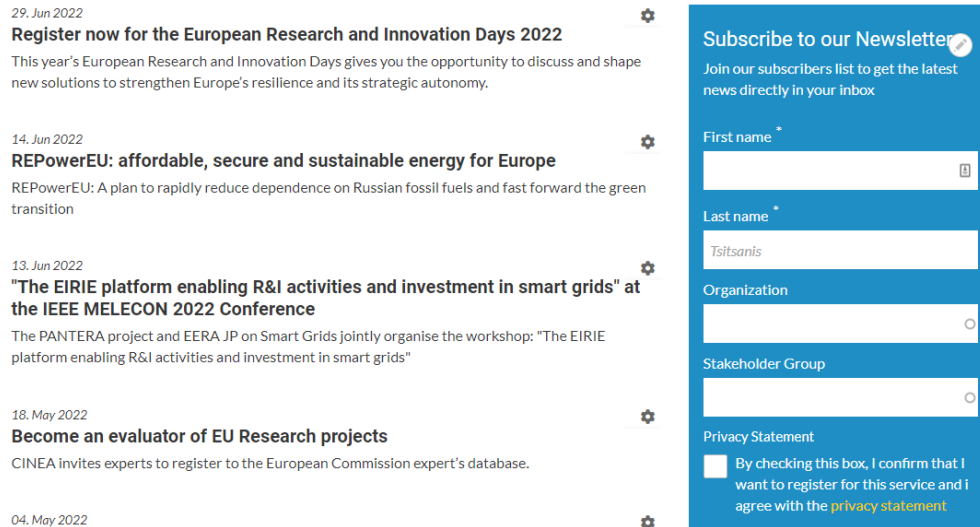 29. Jun 2022
Register now for the European Research and Innovation Days 2022
This year's European Research and Innovation Days gives you the opportunity to discuss and shape
new solutions to strengthen Europe's resilience and its strategic autonomy.
14. Jun 2022
REPowerEU: affordable, secure and sustainable energy for Europe
REPowerEU: A plan to rapidly reduce dependence on Russian fossil fuels and fast forward the green
transition
13. Jun 2022
"The EIRIE platform enabling R&I activities and investment in smart grids" at
the IEEE MELECON 2022 Conference
The PANTERA project and EERA JP on Smart Grids jointly organise the workshop: "The EIRIE
platform enabling R&I activities and investment in smart grids"
18. May 2022
Become an evaluator of EU Research projects
CINEA invites experts to register to the European Commission expert's database.
04. May 2022
Subscribe to our Newsletter
Join our subscribers list to get the latest
news directly in your inbox
First name *
Last name *
Tsitsanis
Organization
Stakeholder Group
Privacy Statement
By checking this box, I confirm that I
want to register for this service and i
agree with the privacy statement